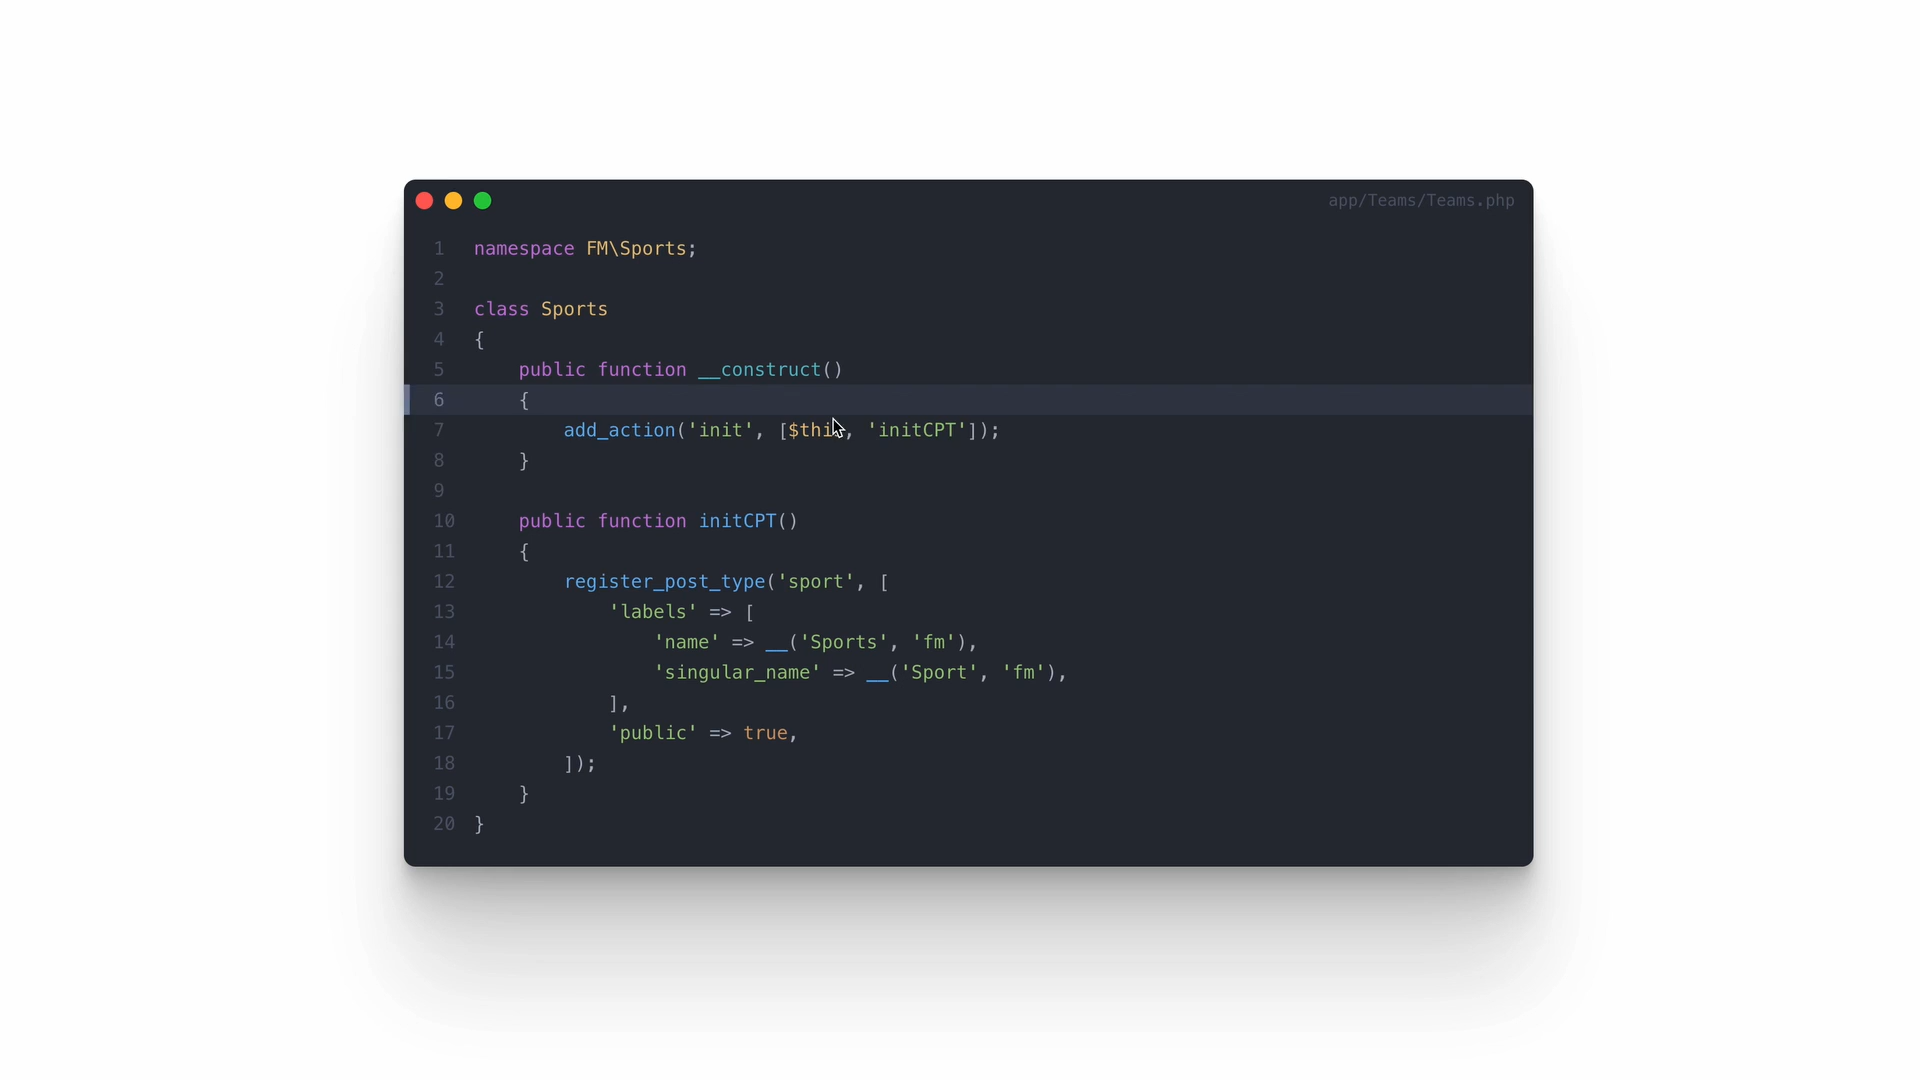 app/Teams/Teams.php
1 namespace FM\Sports;
2
3 class Sports
4 {
5     public function __construct()
6     {
7         add_action('init', [$thi, 'initCPT']);
8     }
9
10     public function initCPT()
11     {
12         register_post_type('sport', [
13             'labels' => [
14                 'name' => __('Sports', 'fm'),
15                 'singular_name' => __('Sport', 'fm'),
16             ],
17             'public' => true,
18         ]);
19     }
20 }